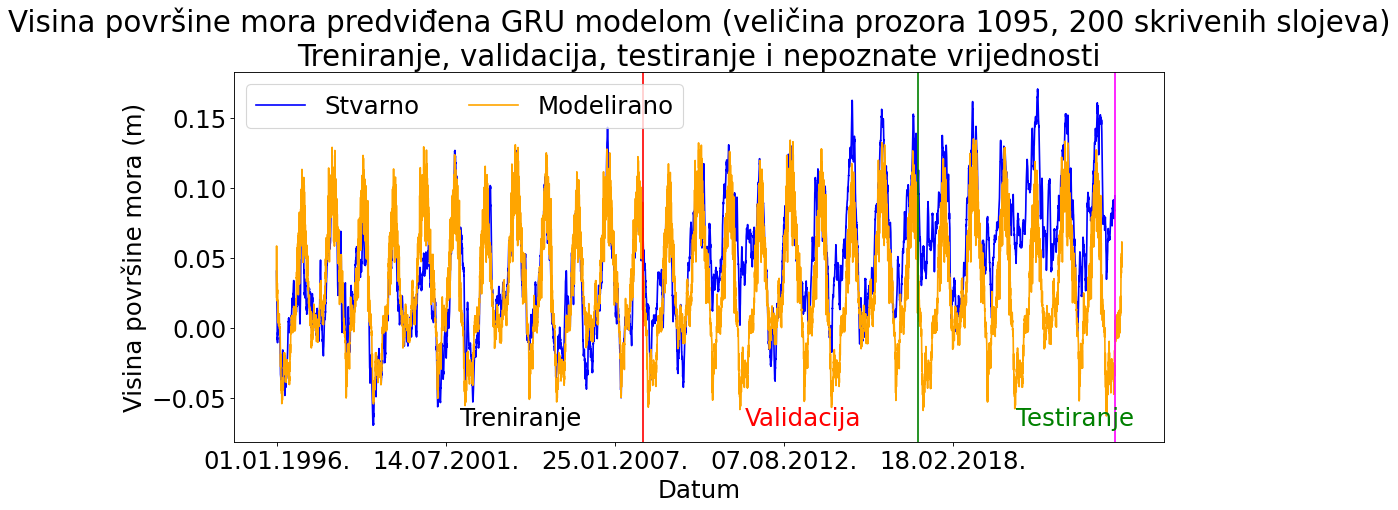 Visina površine mora predviđena GRU modelom (veličina prozora 1095, 200 skrivenih slojeva)
Treniranje, validacija, testiranje i nepoznate vrijednosti
Stvarno
Modelirano
Visina površine mora (m)
0.15
0.10
0.05
0.00
−0.05
Treniranje
Validacija
Testiranje
01.01.1996.
14.07.2001.
25.01.2007.
07.08.2012.
18.02.2018.
Datum